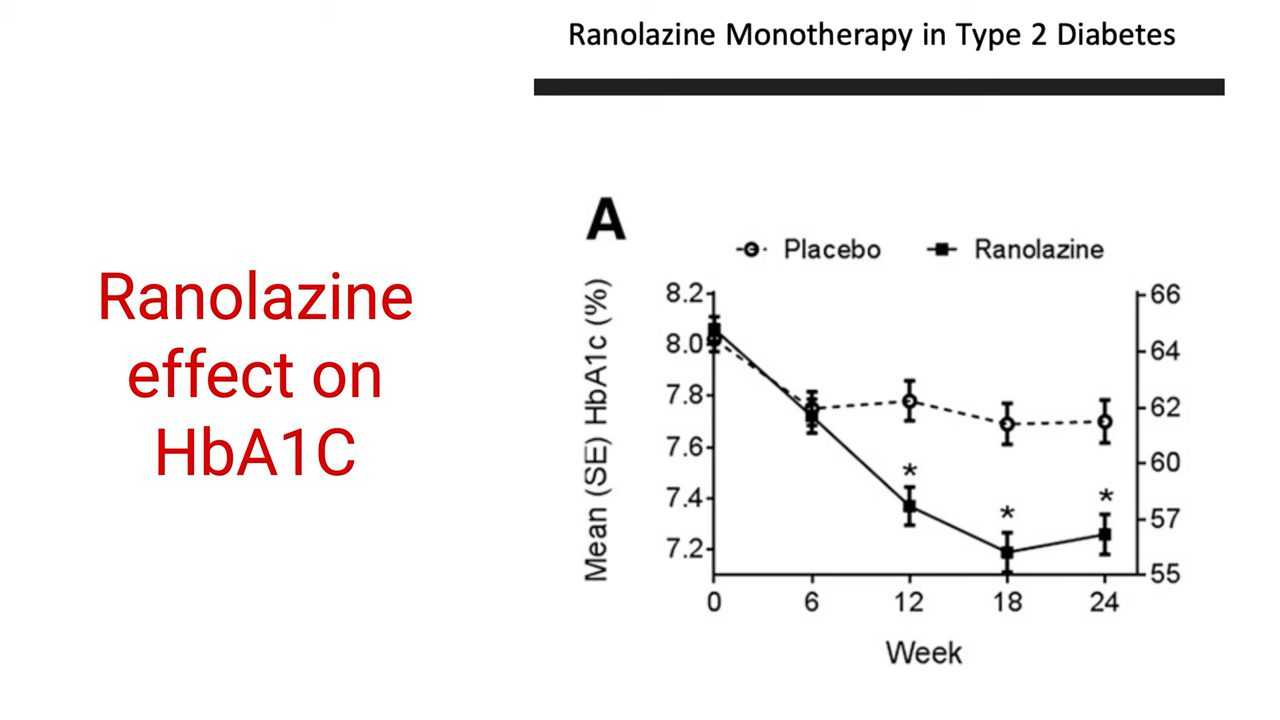 Ranolazine Monotherapy in Type 2 Diabetes
Ranolazine
effect on
HbA1C
A
Placebo
Ranolazine
Mean (SE) HbA1c (%)
8.2
8.0
7.8
7.6
7.4
7.2
66
64
62
60
57
55
*
*
*
0 6 12 18 24
Week